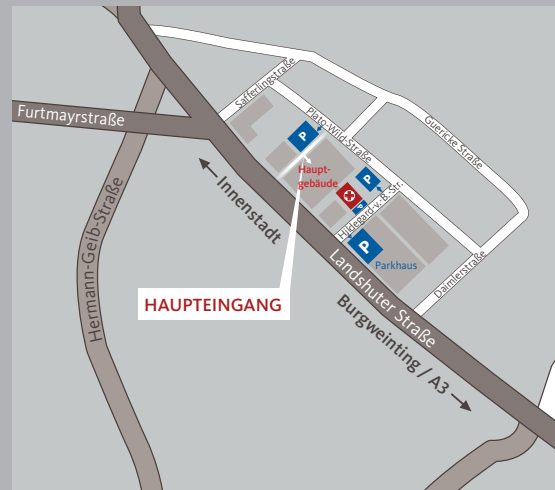 Safferlingstraße
Furtmayrstraße
P
Plato-Wild-Straße
Guericke Straße
Haupt-
gebäude
P
Innenstadt
Hildegard-v.-B.-Str.
P
Parkhaus
Daimlerstraße
Hermann-Geib-Straße
Landshuter Straße
HAUPTEINGANG
Burgweinting / A3